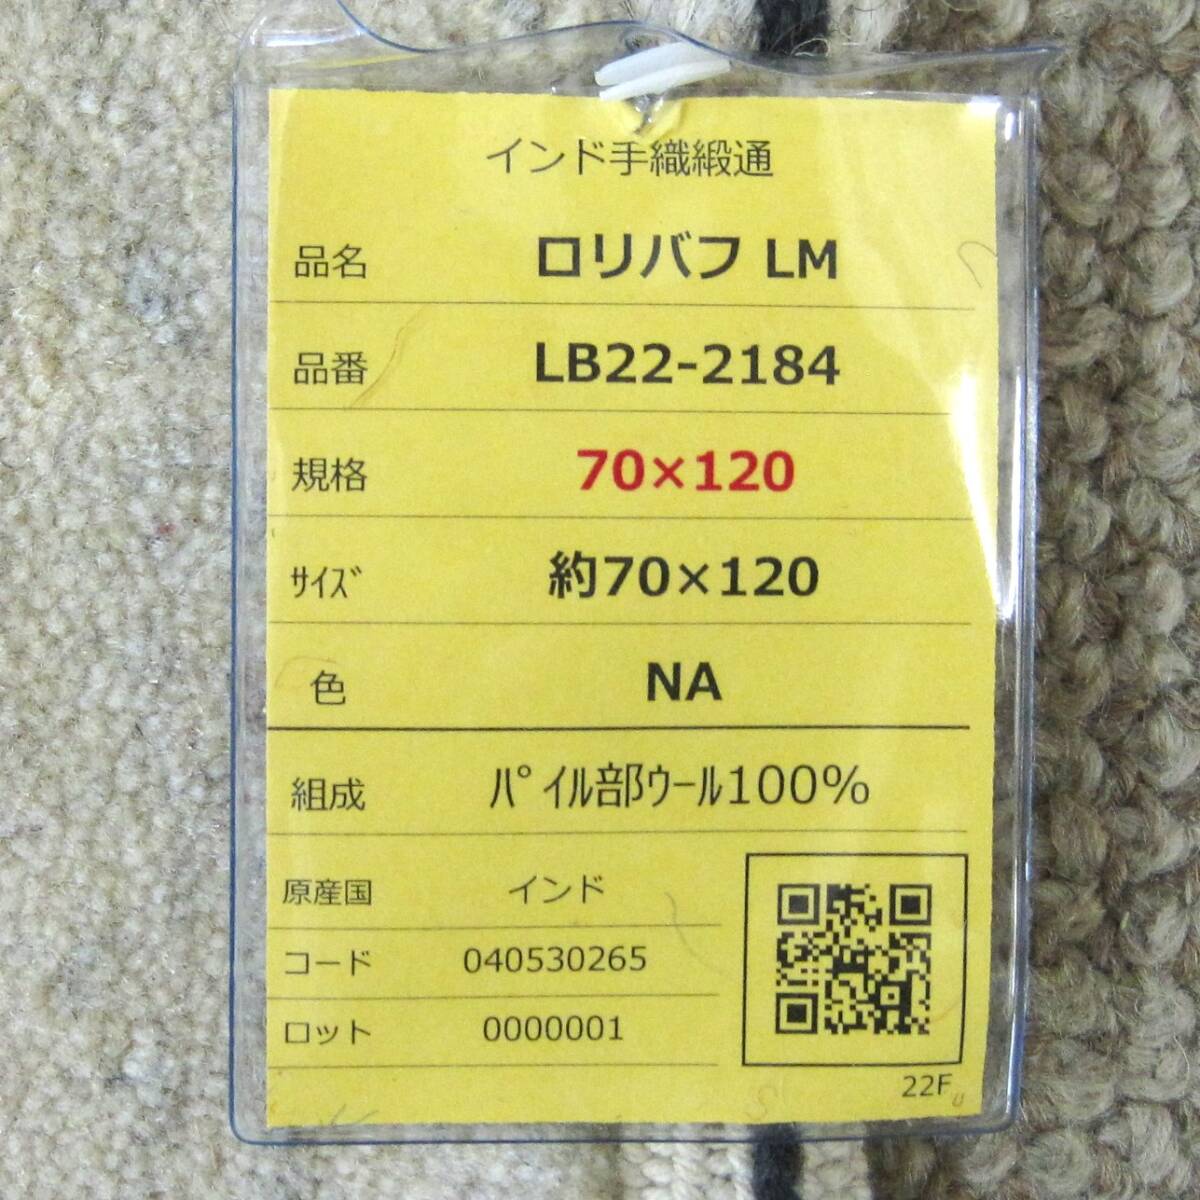 インド手織緞通
品名 ロリバフ LM
品番 LB22-2184
規格 70×120
ｻｲｽﾞ 約70×120
色 NA
組成 ﾊﾟｲﾙ部ｳｰﾙ100%
原産国 インド
コード 040530265
ロット 0000001
22F